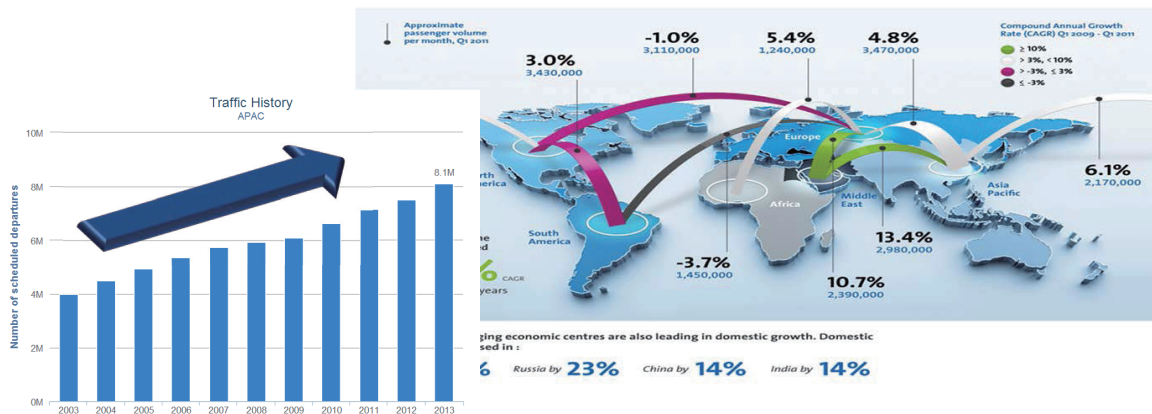 Approximate
passenger volume
per month, Q1 2011
3.0%
3,430,000
-1.0%
3,110,000
5.4%
1,240,000
4.8%
3,470,000
Compound Annual Growth
Rate (CAGR) Q1 2009 - Q1 2011
≥ 10%
> 3%, < 10%
> -3%, ≤ 3%
≤ -3%
Europe
America
South
America
Africa
Middle
East
Asia
Pacific
6.1%
2,170,000
13.4%
2,980,000
-3.7%
1,450,000
10.7%
2,390,000
% CAGR
years
ging economic centres are also leading in domestic growth. Domestic
sed in :
% Russia by 23% China by 14% India by 14%
Traffic History
APAC
Number of scheduled departures
10M
8M
6M
4M
2M
0M
8.1M
2003 2004 2005 2006 2007 2008 2009 2010 2011 2012 2013